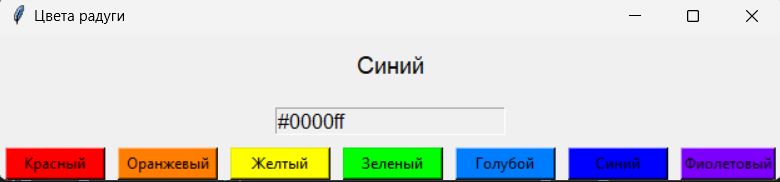 Цвета радуги
Синий
#0000ff
Красный Оранжевый Желтый Зеленый Голубой Синий Фиолетовый